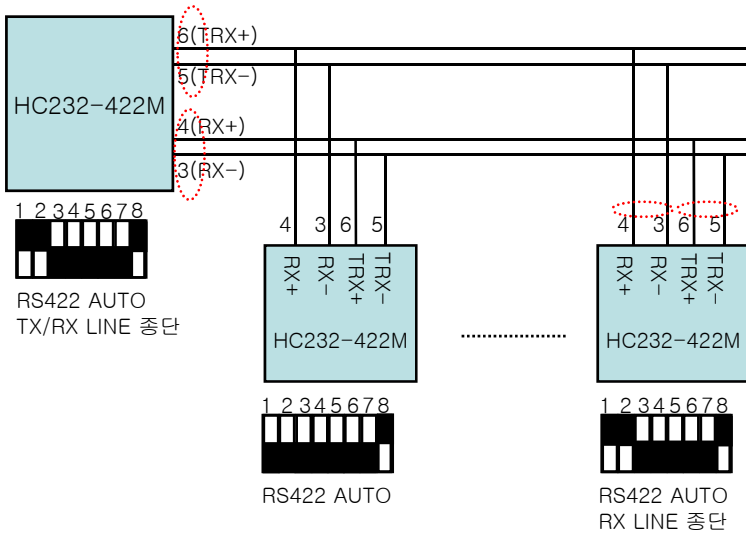 6(TRX+)
5(TRX-)
HC232-422M
4(RX+)
3(RX-)
1 2 3 4 5 6 7 8
RS422 AUTO
TX/RX LINE 종단
4 3 6 5
RX+ RX- TRX+ TRX-
HC232-422M
1 2 3 4 5 6 7 8
RS422 AUTO
4 3 6 5
RX+ RX- TRX+ TRX-
HC232-422M
1 2 3 4 5 6 7 8
RS422 AUTO
RX LINE 종단